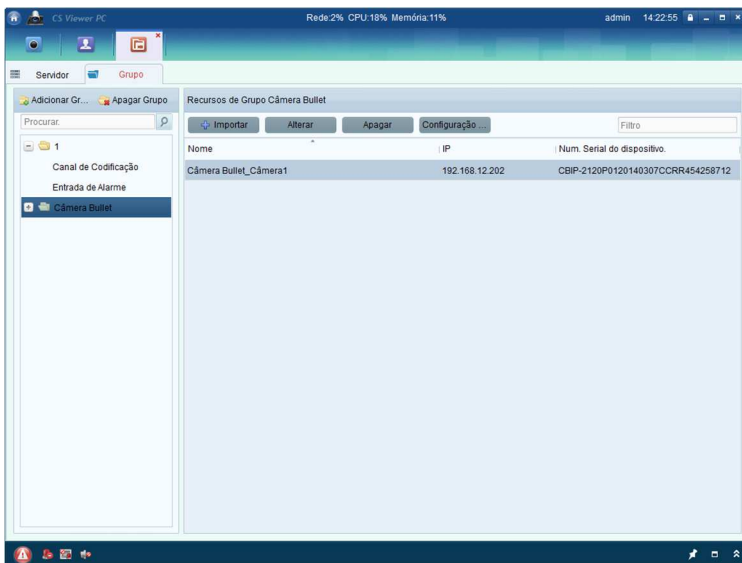 CS Viewer PC Rede:2% CPU:18% Memória:11% admin 14:22:55
Servidor Grupo
Adicionar Gr... Apagar Grupo Recursos de Grupo Câmera Bullet
Procurar. Importar Alterar Apagar Configuração ... Filtro
1 Nome IP Num. Serial do dispositivo.
Canal de Codificação Câmera Bullet_Câmera1 192.168.12.202 CBIP-2120P0120140307CCRR454258712
Entrada de Alarme
Câmera Bullet